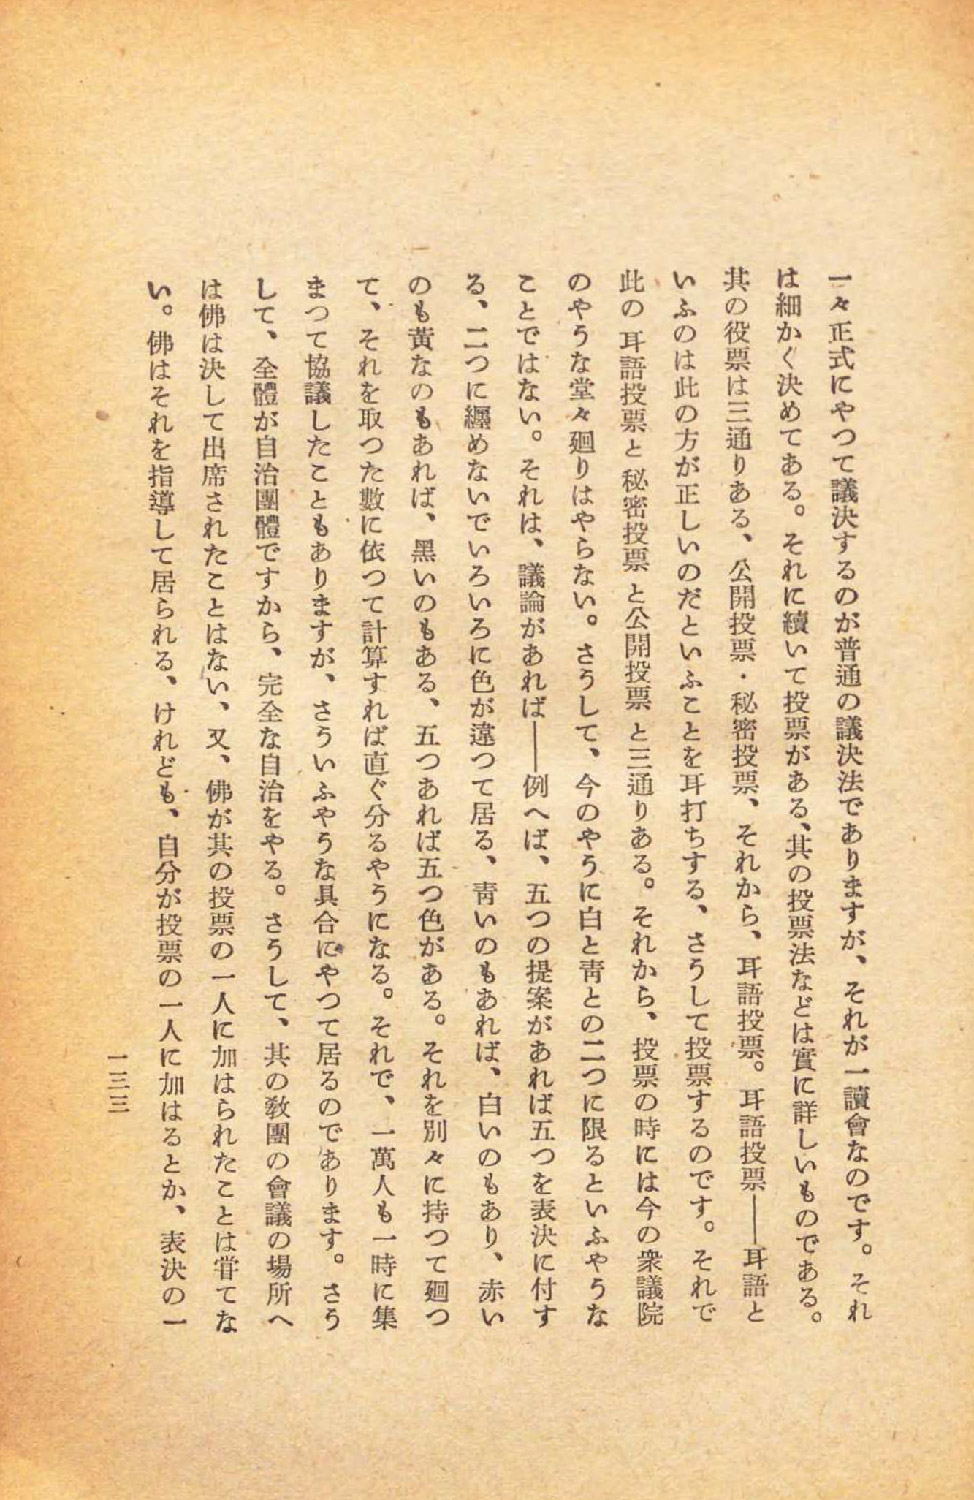 一々正式にやつて議決するのが普通の議決法でありますが、それが一讀會なのです。それ
は細かく決めてある。それに續いて投票がある、其の投票法などは實に詳しいものである。
其の役票は三通りある、公開投票・秘密投票、それから、耳語投票。耳語投票――耳語と
いふのは此の方が正しいのだといふことを耳打ちする、さうして投票するのです。それで
此の耳語投票と秘密投票と公開投票と三通りある。それから、投票の時には今の衆議院
のやうな堂々廻りはやらない。さうして、今のやうに白と靑との二つに限るといふやうな
ことではない。それは、議論があれば――例へば、五つの提案があれば五つを表決に付す
る、二つに纒めないでいろいろに色が違つて居る、靑いのもあれば、白いのもあり、赤い
のも黃なのもあれば、黑いのもある、五つあれば五つ色がある。それを別々に持つて廻つ
て、それを取つた數に依つて計算すれば直ぐ分るやうになる。それで、一萬人も一時に集
まつて協議したこともありますが、さういふやうな具合にやつて居るのであります。さう
して、全體が自治團體ですから、完全な自治をやる。さうして、其の敎團の會議の場所へ
は佛は決して出席されたことはない、又、佛が其の投票の一人に加はられたことは甞てな
い。佛はそれを指導して居られる、けれども、自分が投票の一人に加はるとか、表決の一
一三三